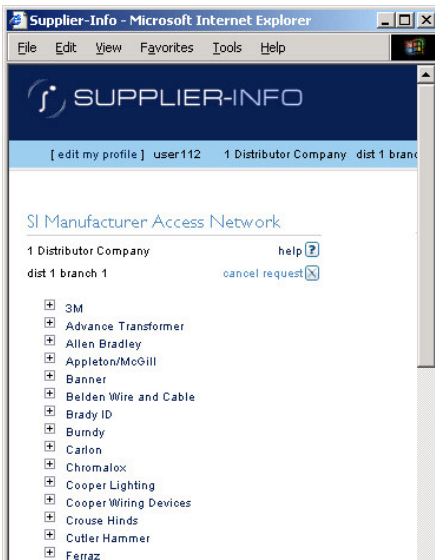 Supplier-Info - Microsoft Internet Explorer
File Edit View Favorites Tools Help
SUPPLIER-INFO
[ edit my profile ] user112 1 Distributor Company dist 1 branc
SI Manufacturer Access Network
1 Distributor Company help ?
dist 1 branch 1 cancel request
3M
Advance Transformer
Allen Bradley
Appleton/McGill
Banner
Belden Wire and Cable
Brady ID
Burndy
Carlon
Chromalox
Cooper Lighting
Cooper Wiring Devices
Crouse Hinds
Cutler Hammer
Ferraz